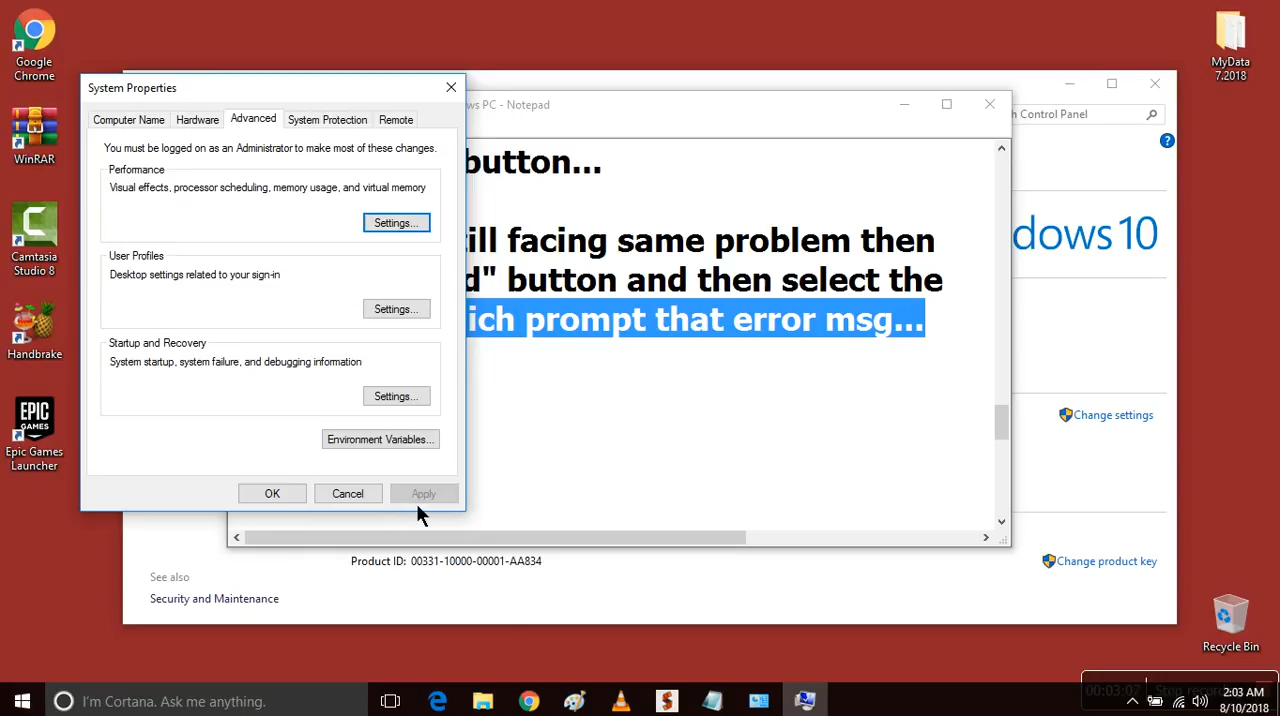 Google
Chrome
WinRAR
Camtasia
Studio 8
Handbrake
EPIC
GAMES
Epic Games
Launcher
MyData
7.2018
Recycle Bin
System Properties
Computer Name
Hardware
Advanced
System Protection
Remote
You must be logged on as an Administrator to make most of these changes.
Performance
Visual effects, processor scheduling, memory usage, and virtual memory
Settings...
User Profiles
Desktop settings related to your sign-in
Settings...
Startup and Recovery
System startup, system failure, and debugging information
Settings...
Environment Variables...
OK
Cancel
Apply
ws PC - Notepad
button...
ill facing same problem then
d" button and then select the
ich prompt that error msg...
h Control Panel
dows 10
Change settings
Product ID: 00331-10000-00001-AA834
Change product key
See also
Security and Maintenance
I'm Cortana. Ask me anything.
00:03:07
Stop rec
2:03 AM
8/10/2018